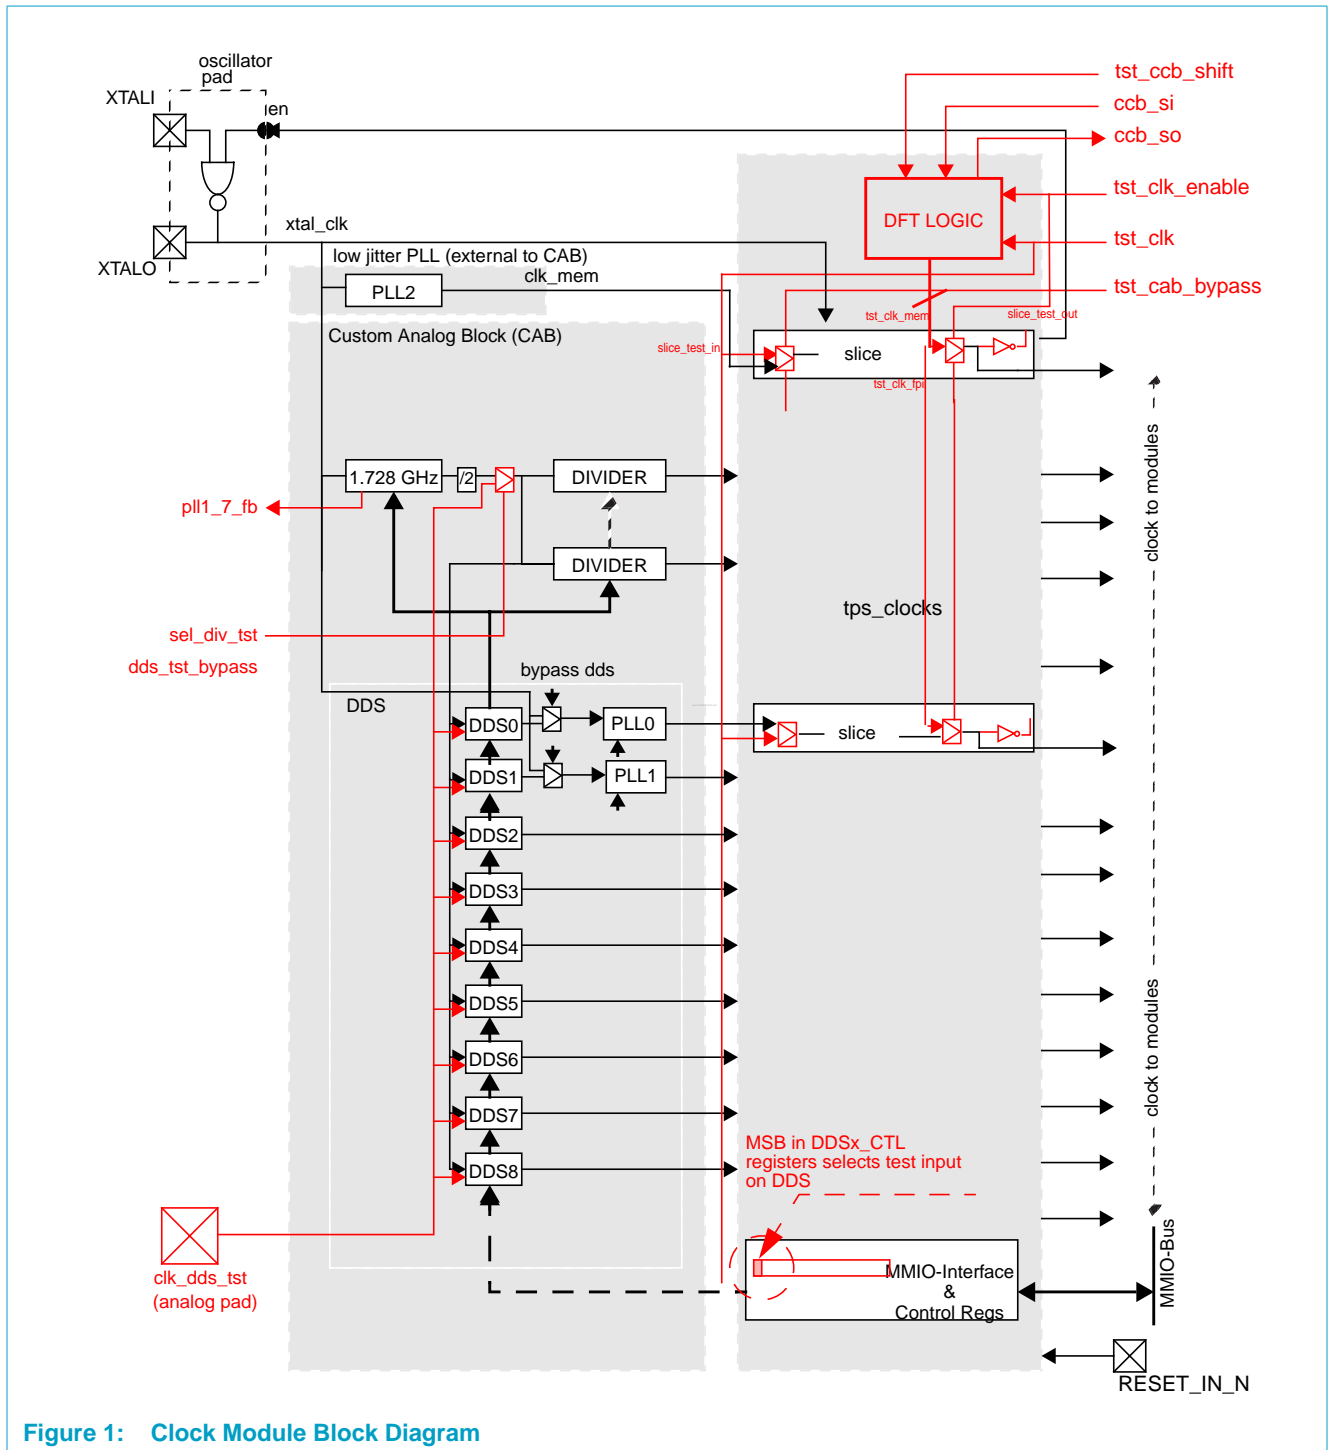 oscillator
pad
XTALI
en
XTALO
xtal_clk
tst_ccb_shift
ccb_si
ccb_so
tst_clk_enable
tst_clk
tst_cab_bypass
DFT LOGIC
low jitter PLL (external to CAB)
clk_mem
PLL2
tst_clk_mem
slice_test_out
Custom Analog Block (CAB)
slice_test_in
slice
tst_clk_fpi
1.728 GHz
/2
DIVIDER
pll1_7_fb
DIVIDER
clock to modules
tps_clocks
sel_div_tst
dds_tst_bypass
bypass dds
DDS
DDS0
PLL0
slice
DDS1
PLL1
DDS2
DDS3
DDS4
DDS5
DDS6
DDS7
DDS8
clock to modules
MSB in DDSx_CTL
registers selects test input
on DDS
clk_dds_tst
(analog pad)
MMIO-Interface
&
Control Regs
MMIO-Bus
RESET_IN_N
Figure 1: Clock Module Block Diagram